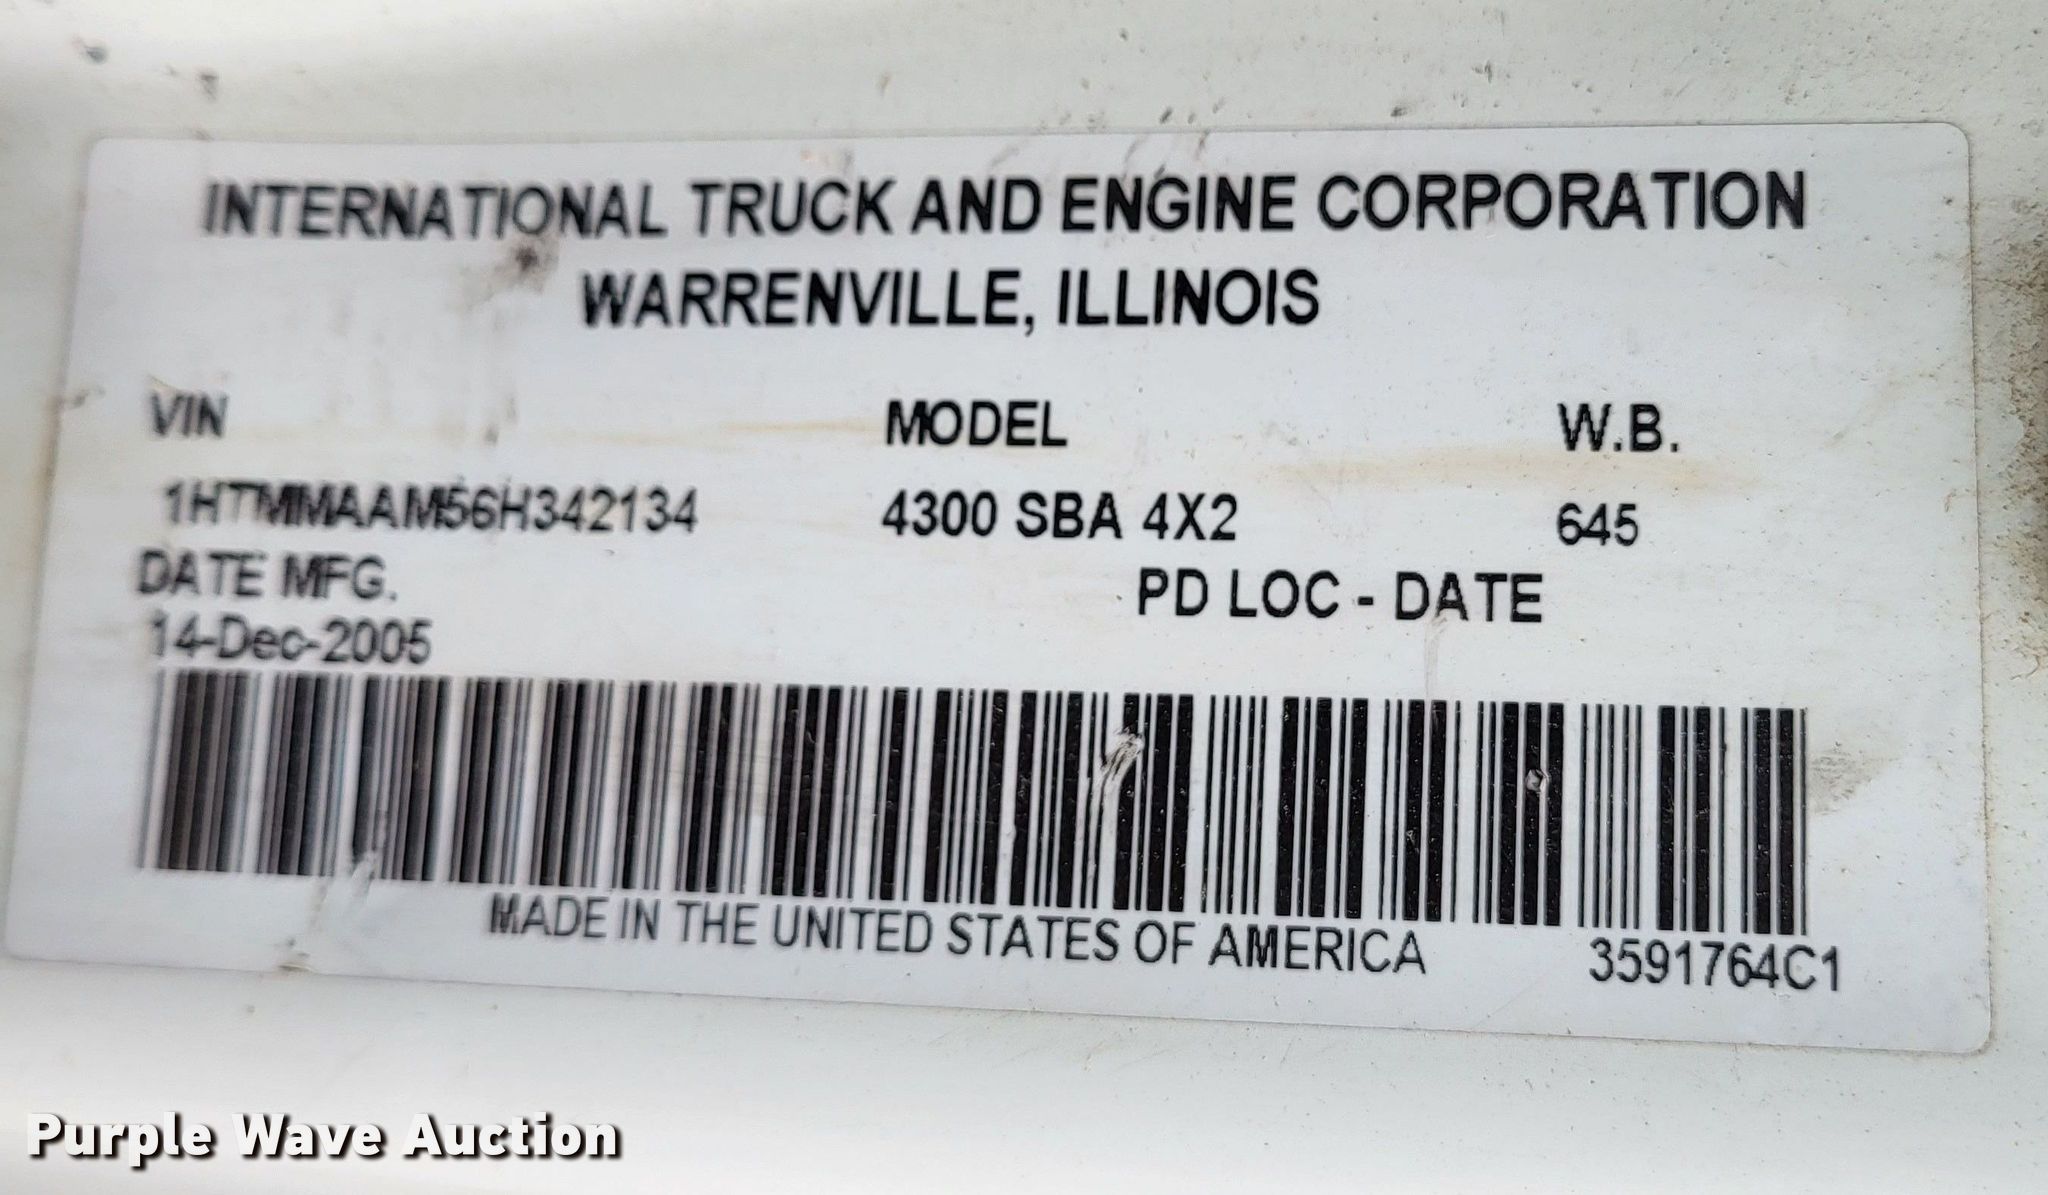 INTERNATIONAL TRUCK AND ENGINE CORPORATION
WARRENVILLE, ILLINOIS
VIN MODEL W.B.
1HTMMAAM56H342134 4300 SBA 4X2 645
DATE MFG. PD LOC - DATE
14-Dec-2005
MADE IN THE UNITED STATES OF AMERICA 3591764C1
Purple Wave Auction